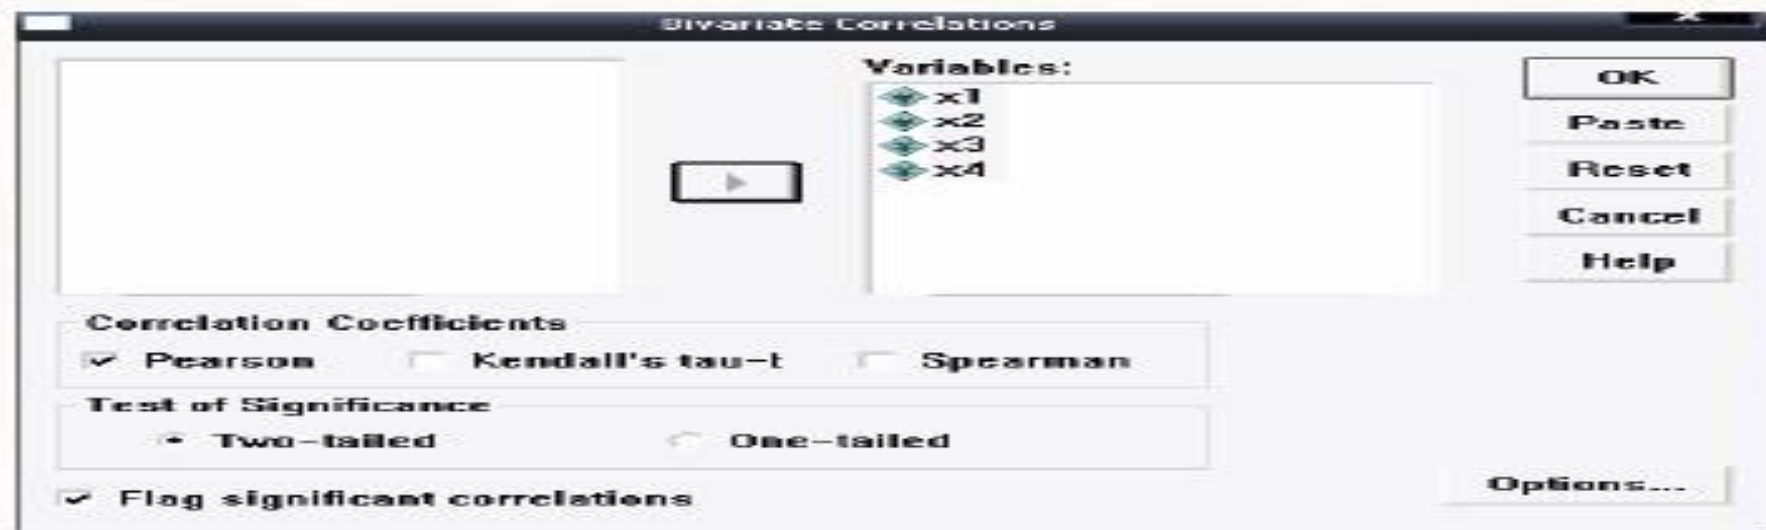 Bivariate Correlations
Variables:
x1
x2
x3
x4
OK
Paste
Reset
Cancel
Help
Correlation Coefficients
Pearson Kendall's tau-t Spearman
Test of Significance
Two-tailed One-tailed
Flag significant correlations
Options...